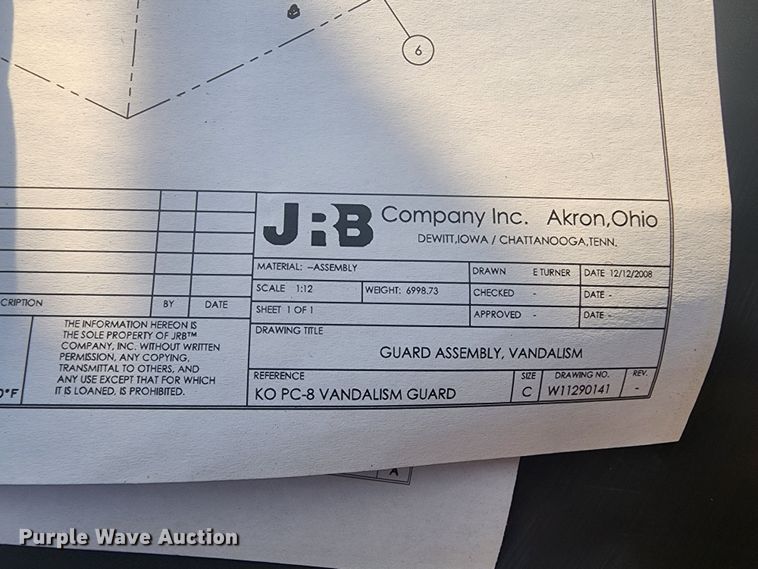 6
JRB Company Inc. Akron,Ohio
DEWITT,IOWA / CHATTANOOGA,TENN.
MATERIAL: --ASSEMBLY
DRAWN E TURNER DATE 12/12/2008
SCALE 1:12 WEIGHT: 6998.73
CHECKED - DATE -
SHEET 1 OF 1
APPROVED - DATE -
CRIPTION BY DATE
DRAWING TITLE
GUARD ASSEMBLY, VANDALISM
THE INFORMATION HEREON IS
THE SOLE PROPERTY OF JRB™
COMPANY, INC. WITHOUT WRITTEN
PERMISSION, ANY COPYING,
TRANSMITTAL TO OTHERS, AND
ANY USE EXCEPT THAT FOR WHICH
IT IS LOANED, IS PROHIBITED.
0°F
REFERENCE
KO PC-8 VANDALISM GUARD
SIZE
C
DRAWING NO.
W11290141
REV.
-
A
Purple Wave Auction